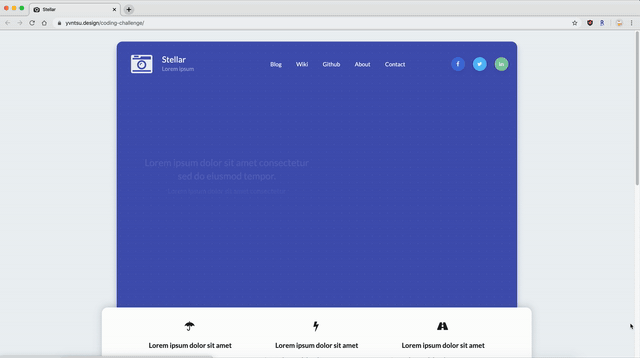 Stellar
yvntsu.design/coding-challenge/
Stellar
Lorem ipsum
Blog
Wiki
Github
About
Contact
Lorem ipsum dolor sit amet consectetur
sed do eiusmod tempor
Lorem ipsum dolor sit amet
Lorem ipsum dolor sit amet
Lorem ipsum dolor sit amet